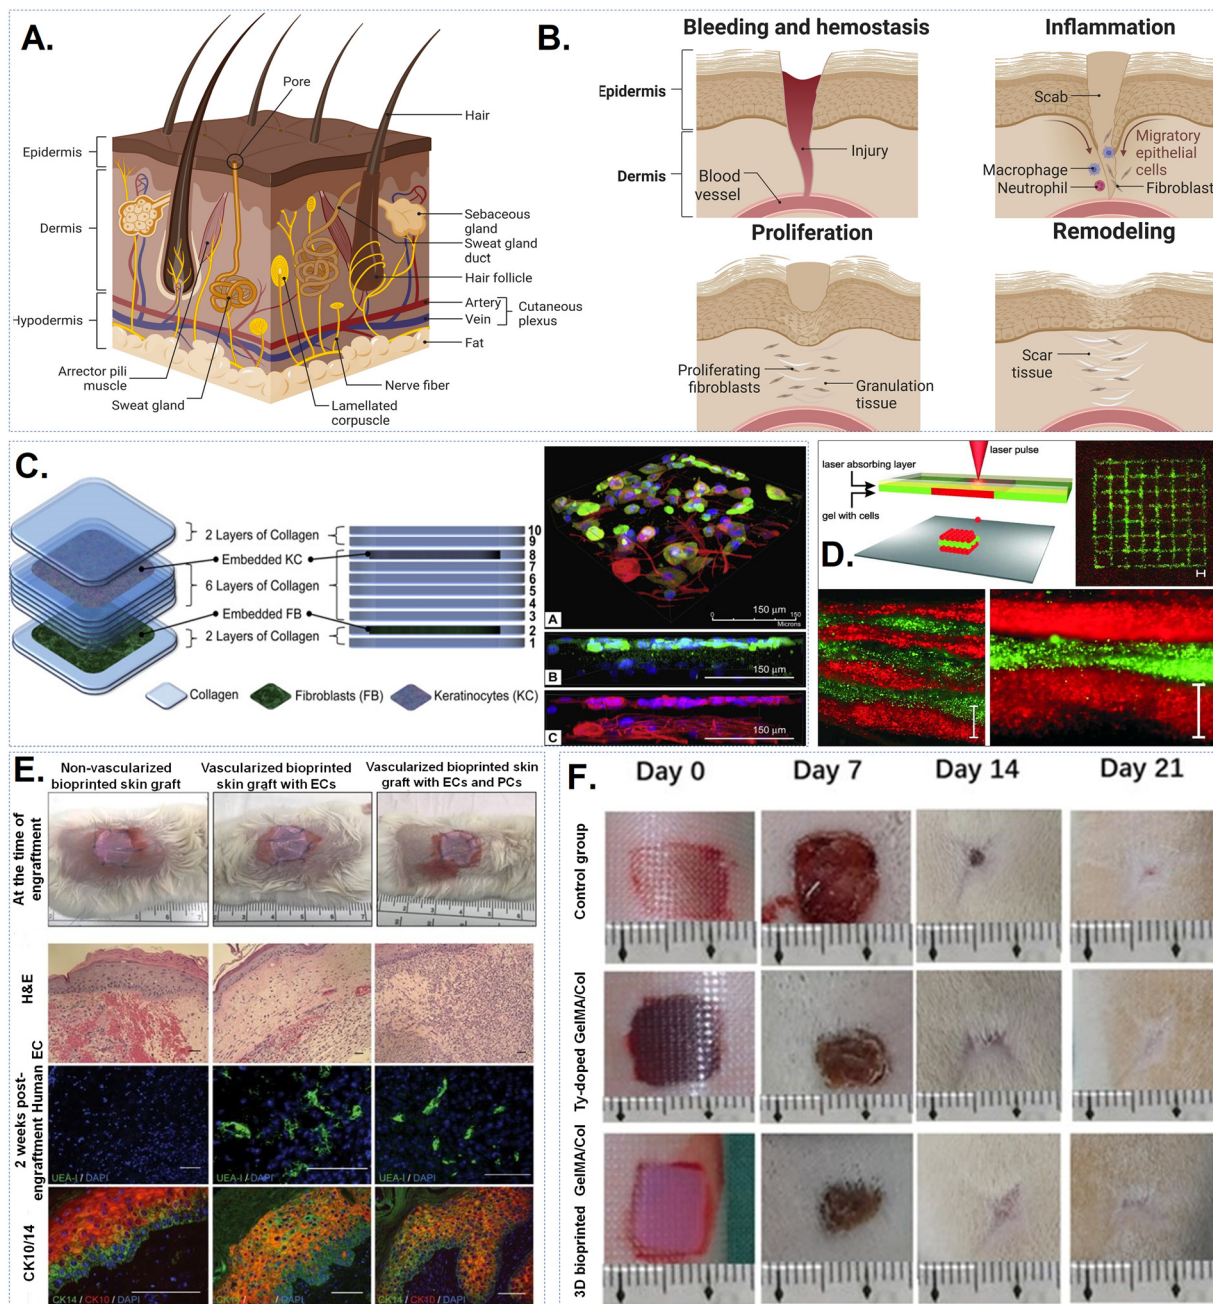 A.
Pore
Hair
Epidermis
Dermis
Hypodermis
Sebaceous
gland
Sweat gland
duct
Hair follicle
Artery
Vein
Cutaneous
plexus
Fat
Arrector pili
muscle
Sweat gland
Nerve fiber
Lamellated
corpuscle
B.
Bleeding and hemostasis
Epidermis
Dermis
Injury
Blood
vessel
Inflammation
Scab
Migratory
epithelial
cells
Macrophage
Neutrophil
Fibroblast
Proliferation
Proliferating
fibroblasts
Granulation
tissue
Remodeling
Scar
tissue
C.
2 Layers of Collagen
Embedded KC
6 Layers of Collagen
Embedded FB
2 Layers of Collagen
10
9
8
7
6
5
4
3
2
1
Collagen
Fibroblasts (FB)
Keratinocytes (KC)
A
150 µm
150
Microns
B
150 µm
C
150 µm
D.
laser pulse
laser absorbing layer
gel with cells
E.
Non-vascularized
bioprinted skin graft
Vascularized bioprinted
skin graft with ECs
Vascularized bioprinted skin
graft with ECs and PCs
At the time of
engraftment
H&E
2 weeks post-
engraftment Human EC
UEA-I / DAPI
UEA-I / DAPI
UEA-I / DAPI
CK10/14
CK14 / CK10 / DAPI
CK14 / CK10 / DAPI
CK14 / CK10 / DAPI
F.
Day 0
Day 7
Day 14
Day 21
Control group
Ty-doped GelMA/Col
3D bioprinted GelMA/Col